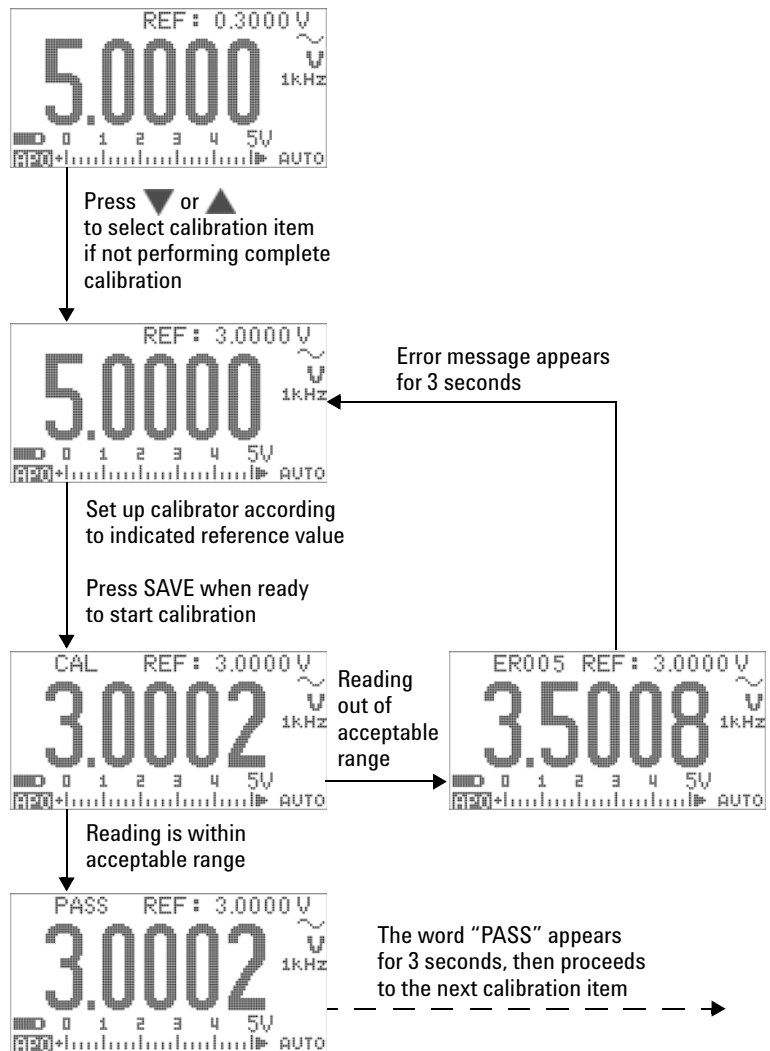 REF: 0.3000 V
5.0000
V
1kHz
0 1 2 3 4 5V
APO AUTO
Press ▼ or ▲
to select calibration item
if not performing complete
calibration
REF: 3.0000 V
5.0000
V
1kHz
0 1 2 3 4 5V
APO AUTO
Error message appears
for 3 seconds
Set up calibrator according
to indicated reference value
Press SAVE when ready
to start calibration
CAL REF: 3.0000 V
3.0002
V
1kHz
0 1 2 3 4 5V
APO AUTO
Reading
out of
acceptable
range
ER005 REF: 3.0000 V
3.5008
V
1kHz
0 1 2 3 4 5V
APO AUTO
Reading is within
acceptable range
PASS REF: 3.0000 V
3.0002
V
1kHz
0 1 2 3 4 5V
APO AUTO
The word “PASS” appears
for 3 seconds, then proceeds
to the next calibration item